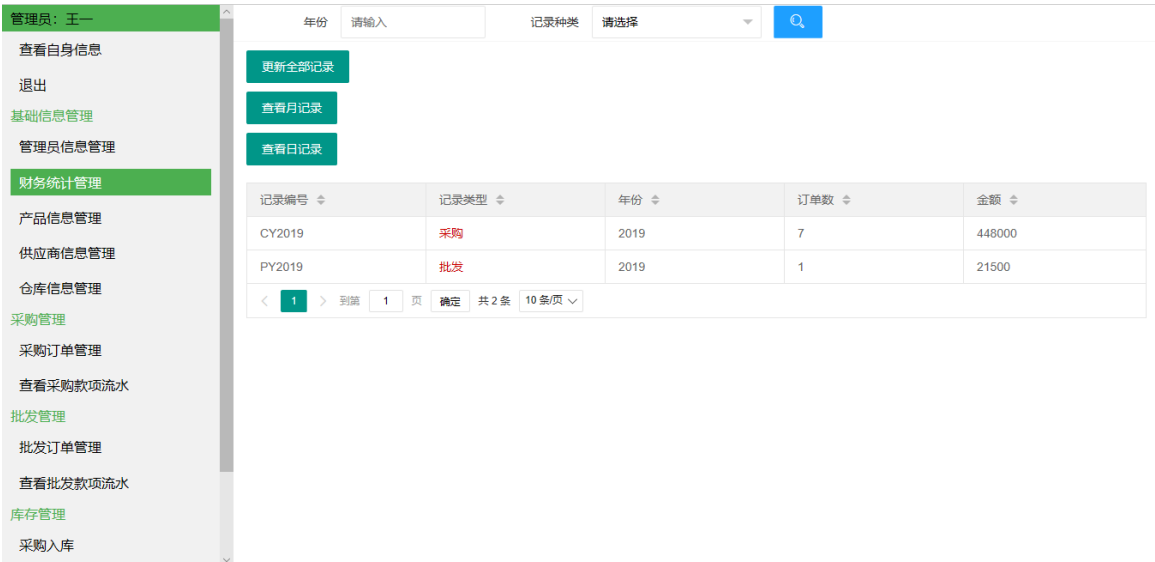 管理员：王一
查看自身信息
退出
基础信息管理
管理员信息管理
财务统计管理
产品信息管理
供应商信息管理
仓库信息管理
采购管理
采购订单管理
查看采购款项流水
批发管理
批发订单管理
查看批发款项流水
库存管理
采购入库
年份 请输入 记录种类 请选择
更新全部记录
查看月记录
查看日记录
记录编号 记录类型 年份 订单数 金额
CY2019 采购 2019 7 448000
PY2019 批发 2019 1 21500
1 到第 1 页 确定 共 2 条 10 条/页